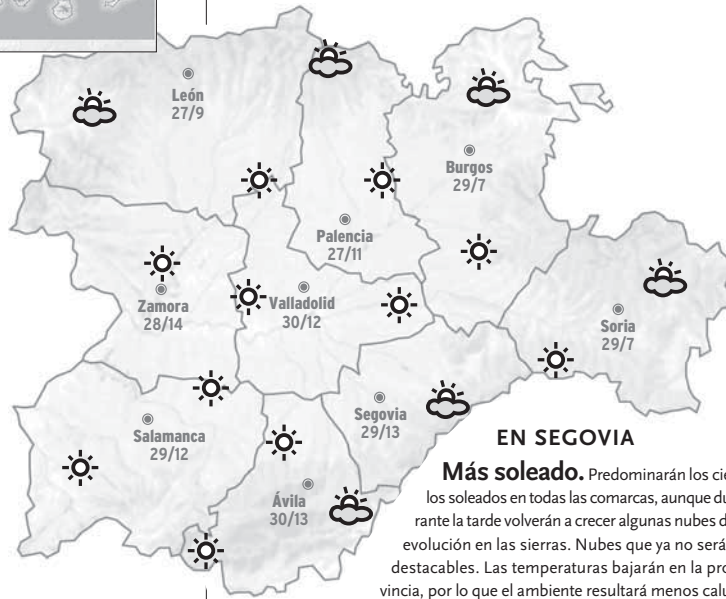 León
27/9
Burgos
29/7
Palencia
27/11
Zamora
28/14
Valladolid
30/12
Soria
29/7
Segovia
29/13
Salamanca
29/12
Ávila
30/13
EN SEGOVIA
Más soleado. Predominarán los cie
los soleados en todas las comarcas, aunque du
rante la tarde volverán a crecer algunas nubes d
evolución en las sierras. Nubes que ya no será
destacables. Las temperaturas bajarán en la pro
vincia, por lo que el ambiente resultará menos calu